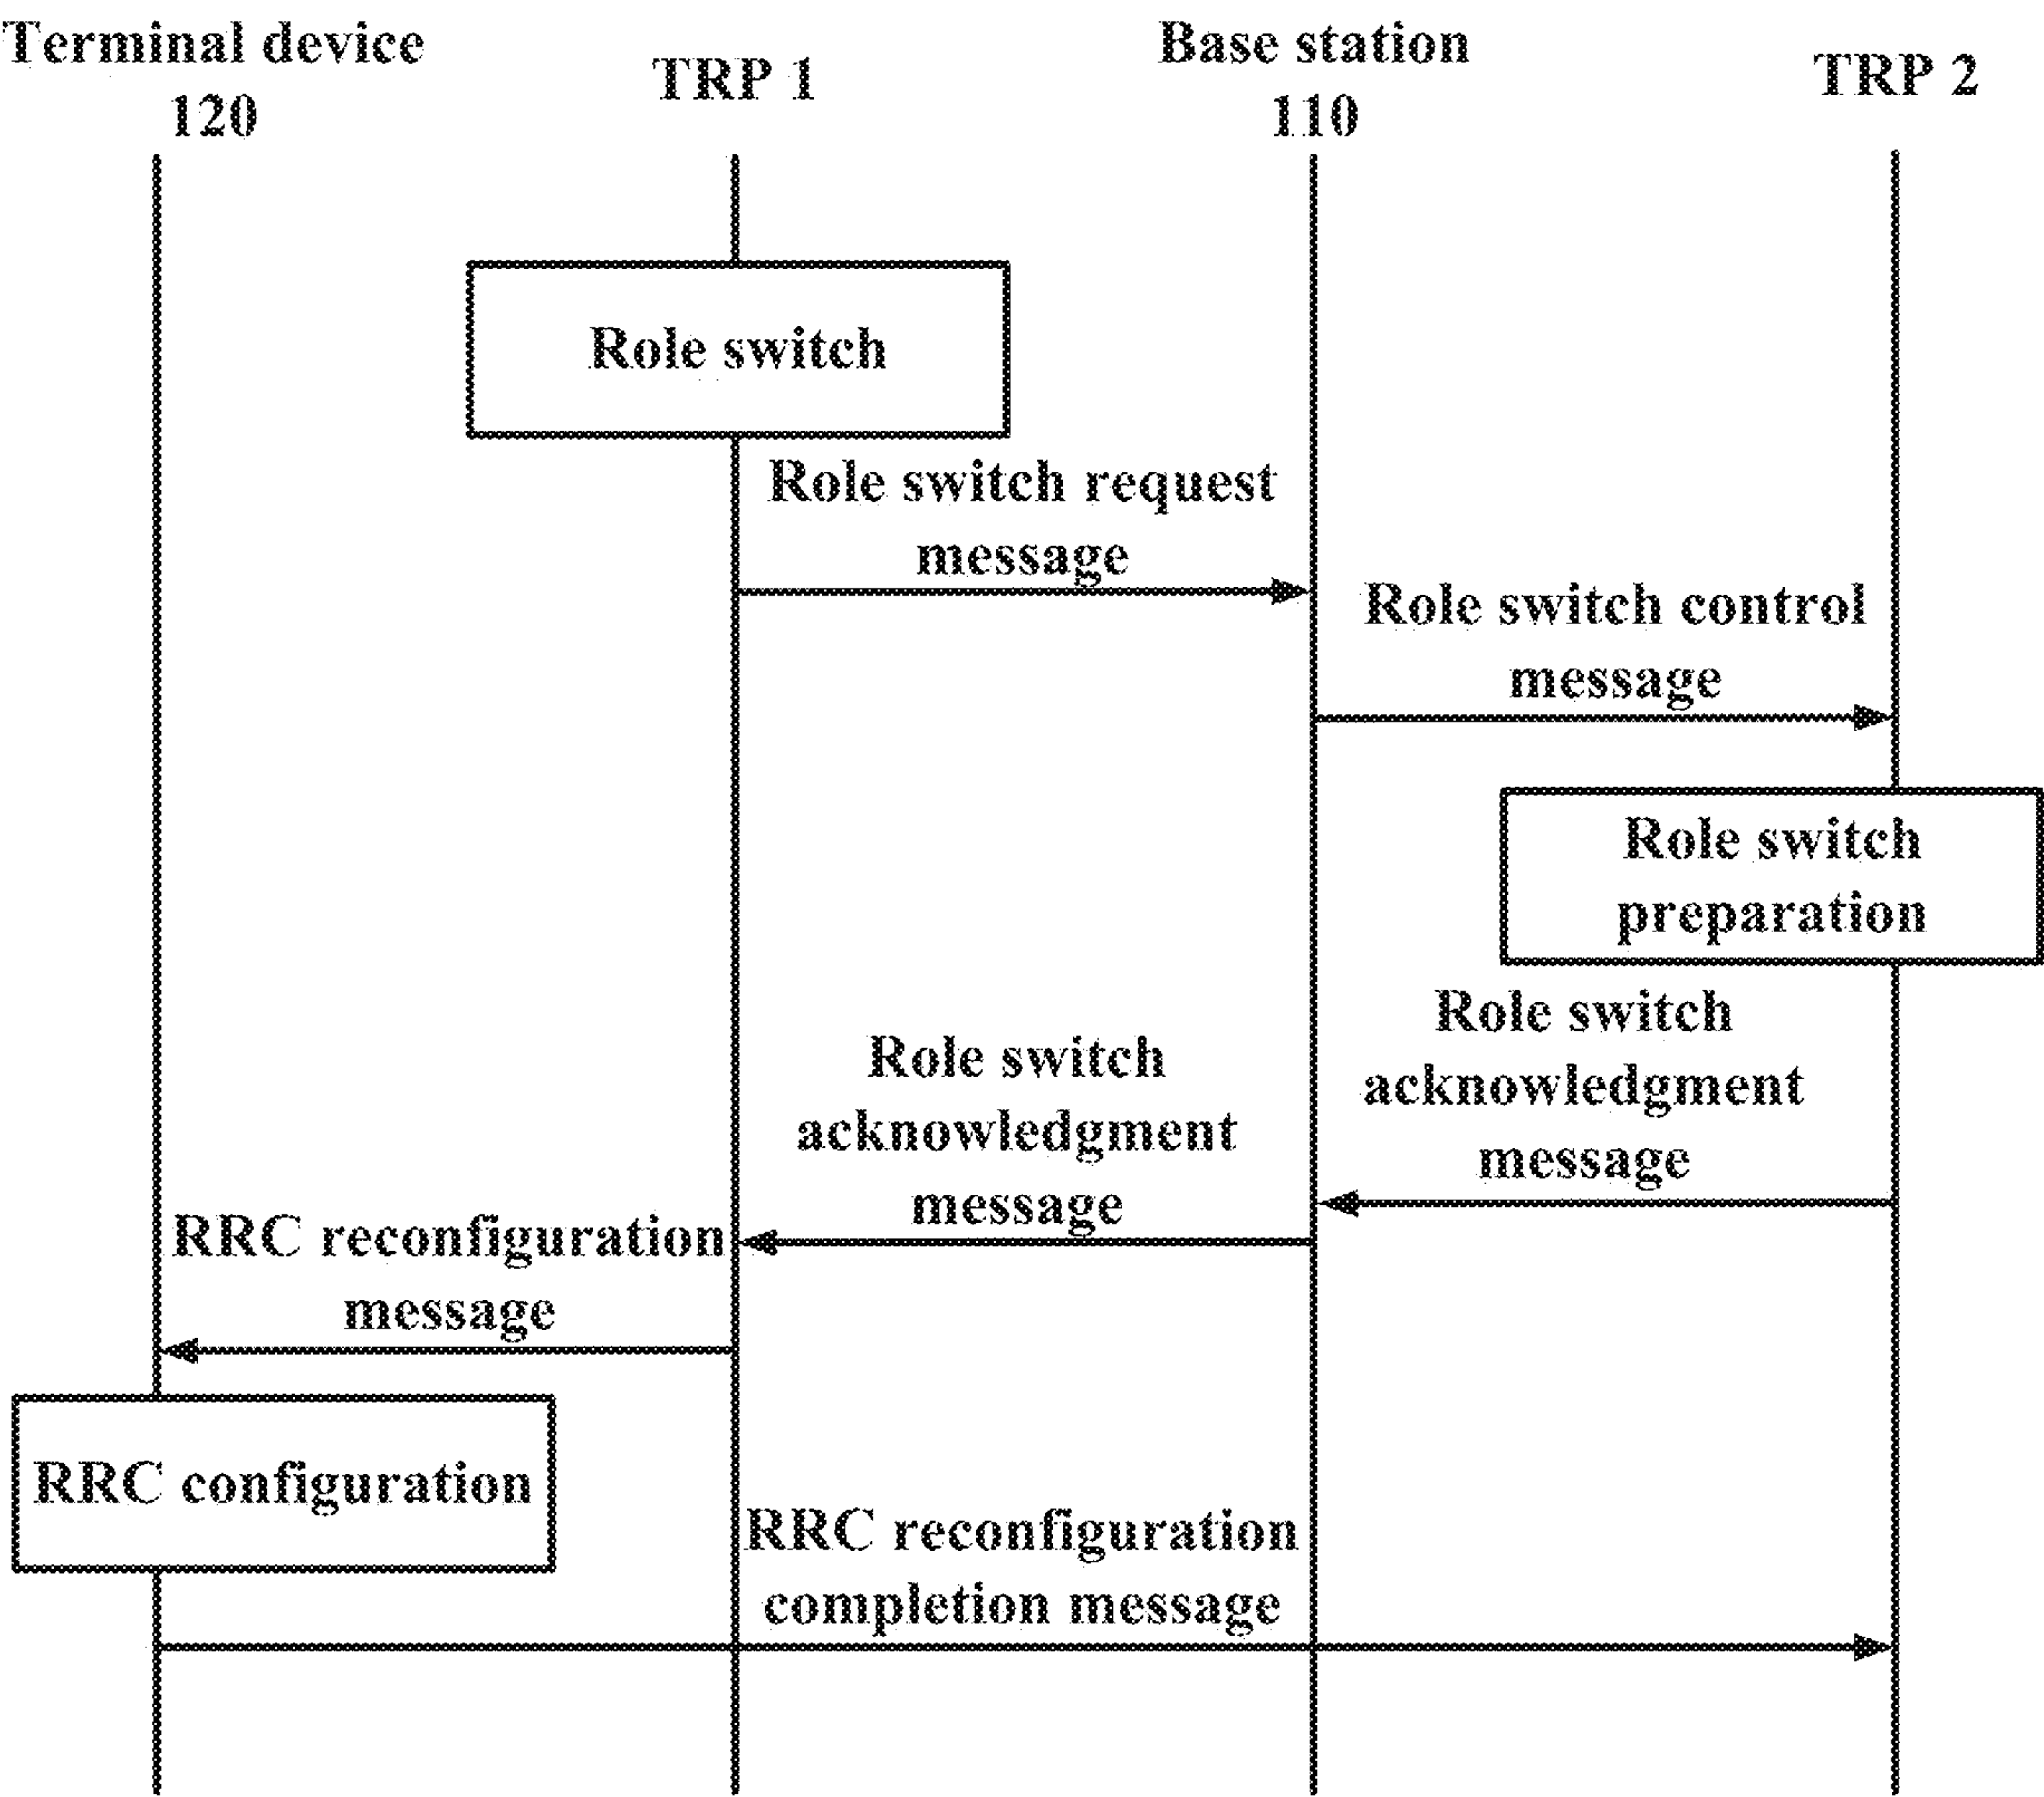 Terminal device
120
TRP 1
Base station
110
TRP 2
Role switch
Role switch request
message
Role switch control
message
Role switch
preparation
Role switch
acknowledgment
message
Role switch
acknowledgment
message
RRC reconfiguration
message
RRC configuration
RRC reconfiguration
completion message